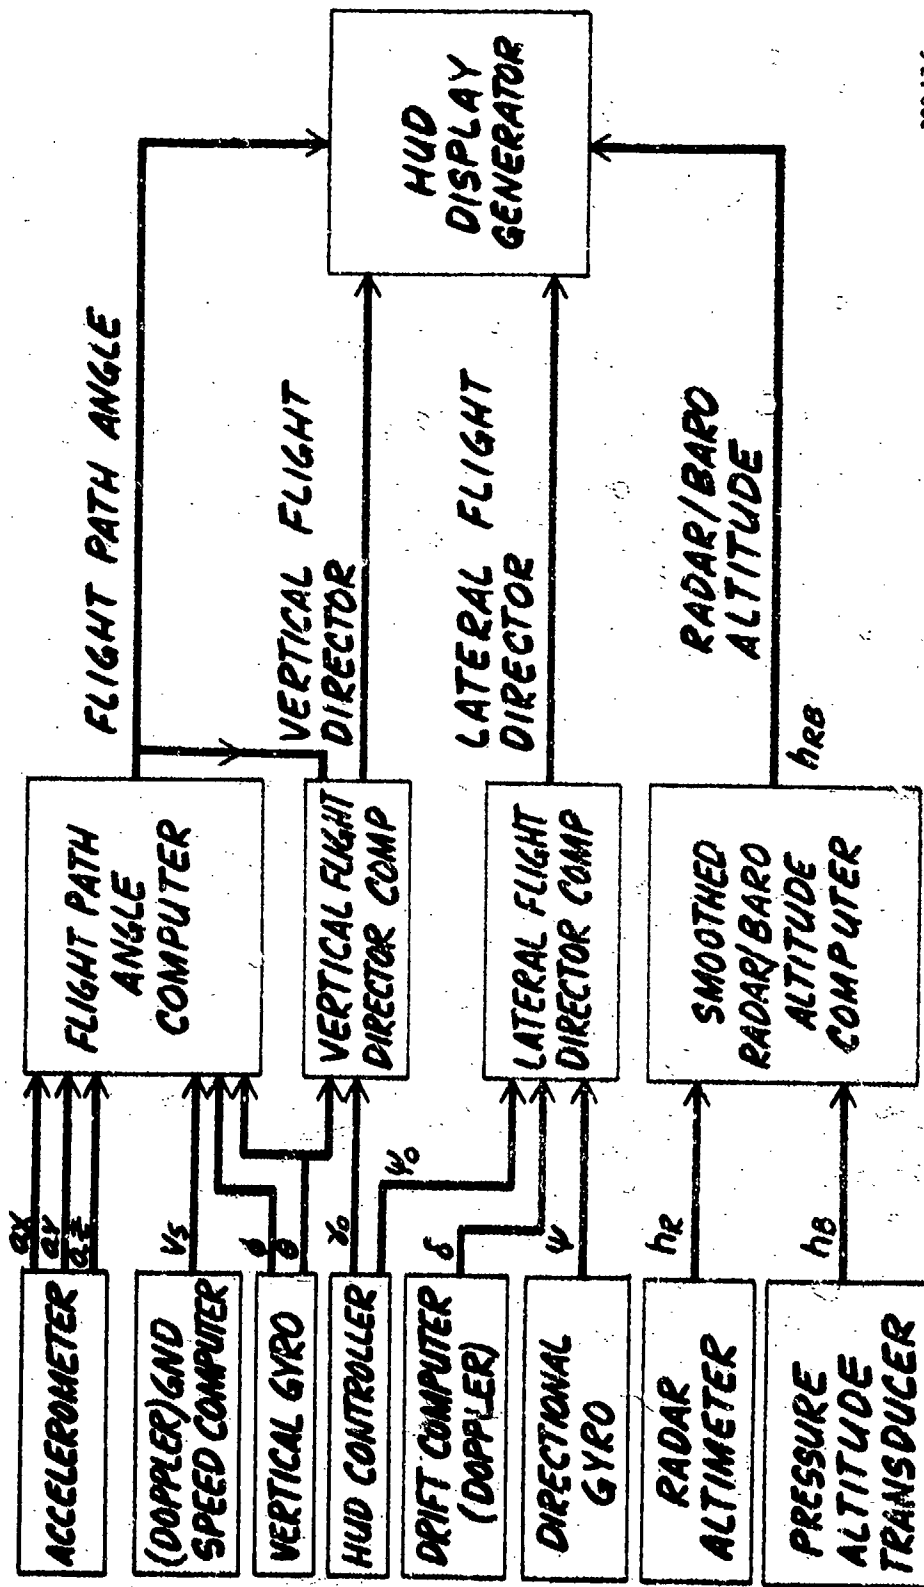 ACCELEROMETER
(DOPPLER) GND
SPEED COMPUTER
VERTICAL GYRO
HUD CONTROLLER
DRIFT COMPUTER
(DOPPLER)
DIRECTIONAL
GYRO
RADAR
ALTIMETER
PRESSURE
ALTITUDE
TRANSDUCER
ax
ay
az
Vs
φ
θ
γo
ψo
δ
ψ
hR
hB
FLIGHT PATH
ANGLE
COMPUTER
VERTICAL FLIGHT
DIRECTOR COMP
LATERAL FLIGHT
DIRECTOR COMP
SMOOTHED
RADAR/BARO
ALTITUDE
COMPUTER
FLIGHT PATH ANGLE
VERTICAL FLIGHT
DIRECTOR
LATERAL FLIGHT
DIRECTOR
RADAR/BARO
ALTITUDE
hRB
HUD
DISPLAY
GENERATOR